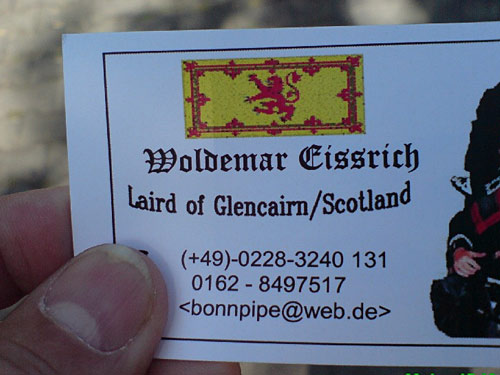 Woldemar Eissrich
Laird of Glencairn/Scotland
(+49)-0228-3240 131
0162 - 8497517
<bonnpipe@web.de>